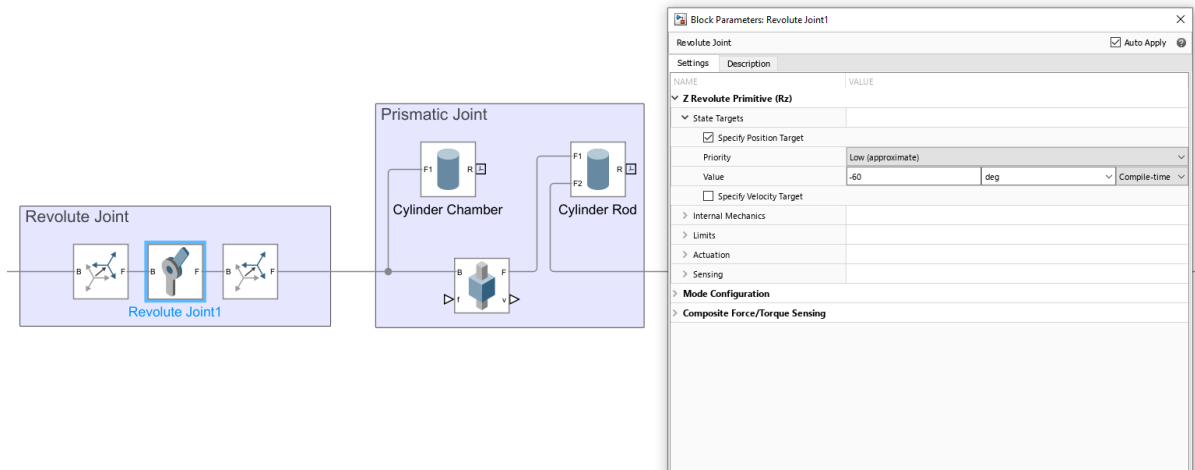 Revolute Joint
B
F
B
F
B
F
Revolute Joint1
Prismatic Joint
F1
R
Cylinder Chamber
F1
F2
R
Cylinder Rod
B
F
f
v
Block Parameters: Revolute Joint1
Revolute Joint
Auto Apply
Settings
Description
NAME
VALUE
Z Revolute Primitive (Rz)
State Targets
Specify Position Target
Priority
Low (approximate)
Value
-60
deg
Compile-time
Specify Velocity Target
Internal Mechanics
Limits
Actuation
Sensing
Mode Configuration
Composite Force/Torque Sensing